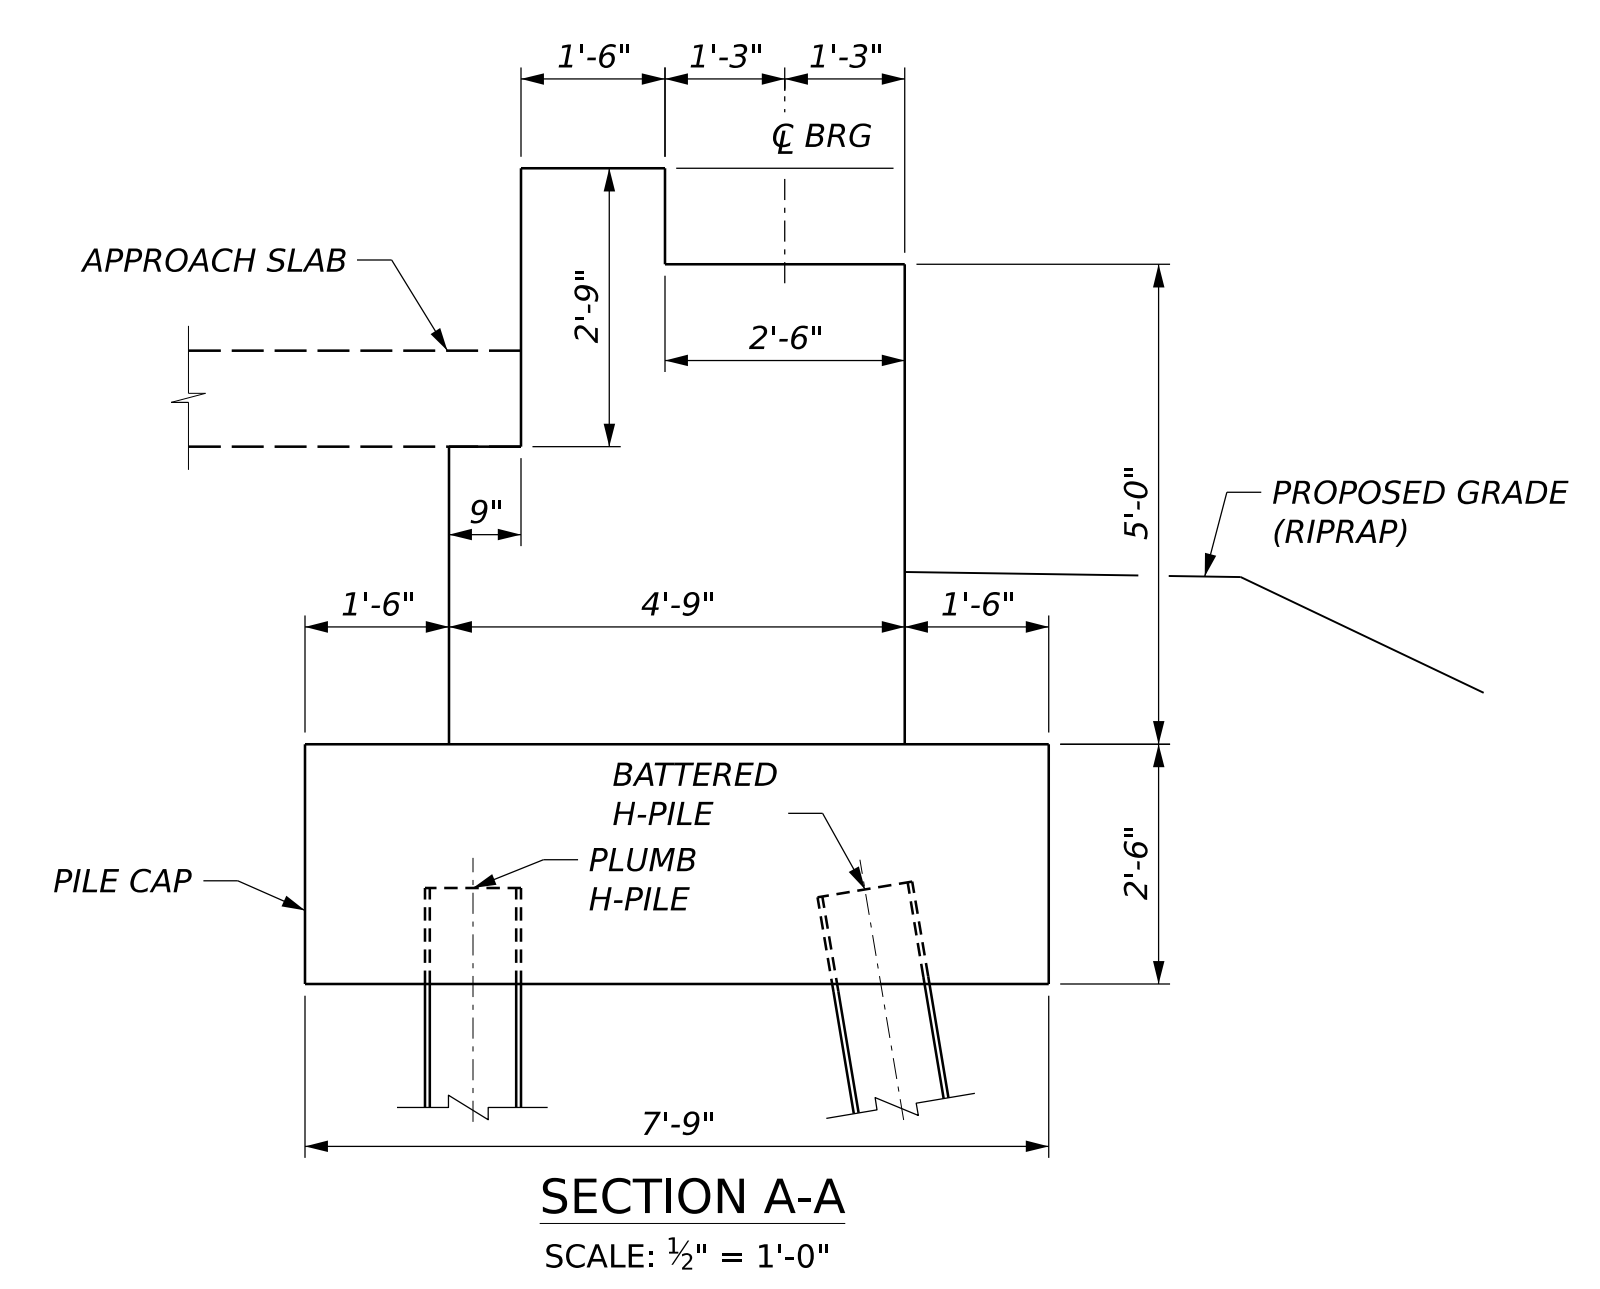 1'-6"
1'-3"
1'-3"
℄ BRG
APPROACH SLAB
2'-9"
2'-6"
9"
5'-0"
PROPOSED GRADE
(RIPRAP)
1'-6"
4'-9"
1'-6"
BATTERED
H-PILE
PLUMB
H-PILE
PILE CAP
2'-6"
7'-9"
SECTION A-A
SCALE: ½" = 1'-0"